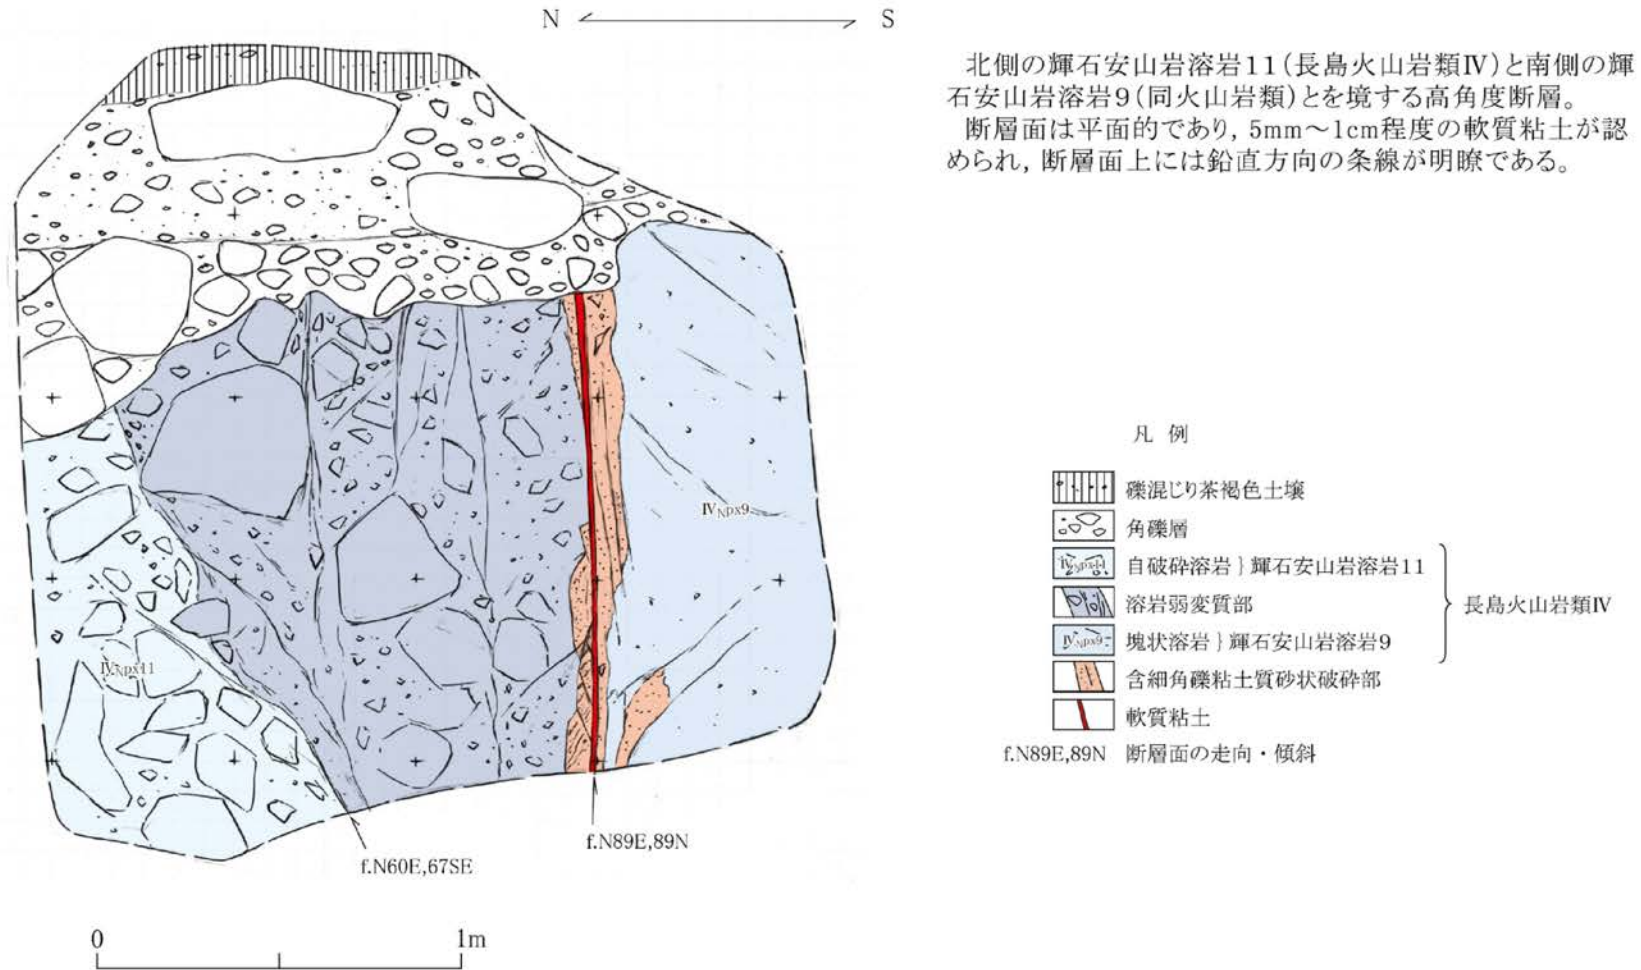 N S
北側の輝石安山岩溶岩11(長島火山岩類Ⅳ)と南側の輝
石安山岩溶岩9(同火山岩類)とを境する高角度断層。
断層面は平面的であり, 5mm～1cm程度の軟質粘土が認
められ, 断層面上には鉛直方向の条線が明瞭である。
ⅣNpx9
ⅣNpx11
f.N89E,89N
f.N60E,67SE
0 1m
凡 例
礫混じり茶褐色土壌
角礫層
ⅣNpx11 自破砕溶岩 } 輝石安山岩溶岩11
溶岩弱変質部
ⅣNpx9 塊状溶岩 } 輝石安山岩溶岩9
長島火山岩類Ⅳ
含細角礫粘土質砂状破砕部
軟質粘土
f.N89E,89N 断層面の走向・傾斜